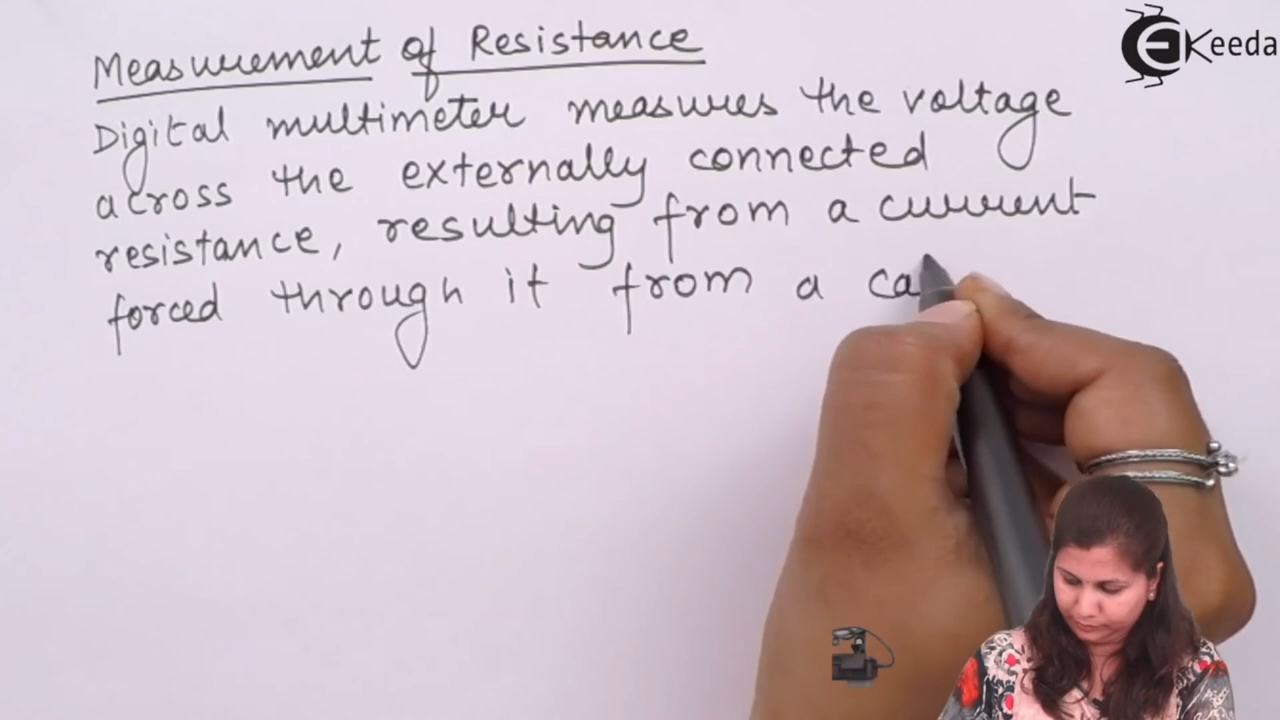 Measurement of Resistance
Digital multimeter measures the voltage
across the externally connected
resistance, resulting from a current
forced through it from a ca
EKeeda